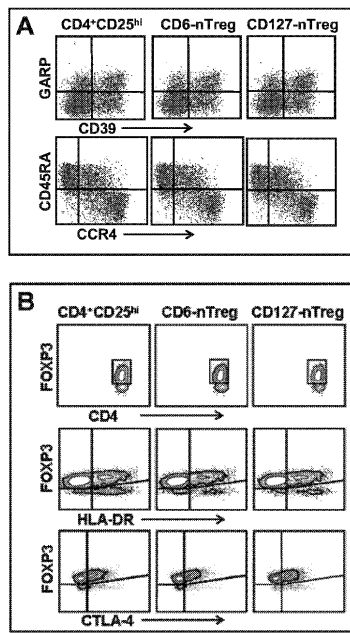 A
CD4+CD25hi CD6-nTreg CD127-nTreg
GARP
CD39
CD45RA
CCR4
B
CD4+CD25hi CD6-nTreg CD127-nTreg
FOXP3
CD4
FOXP3
HLA-DR
FOXP3
CTLA-4